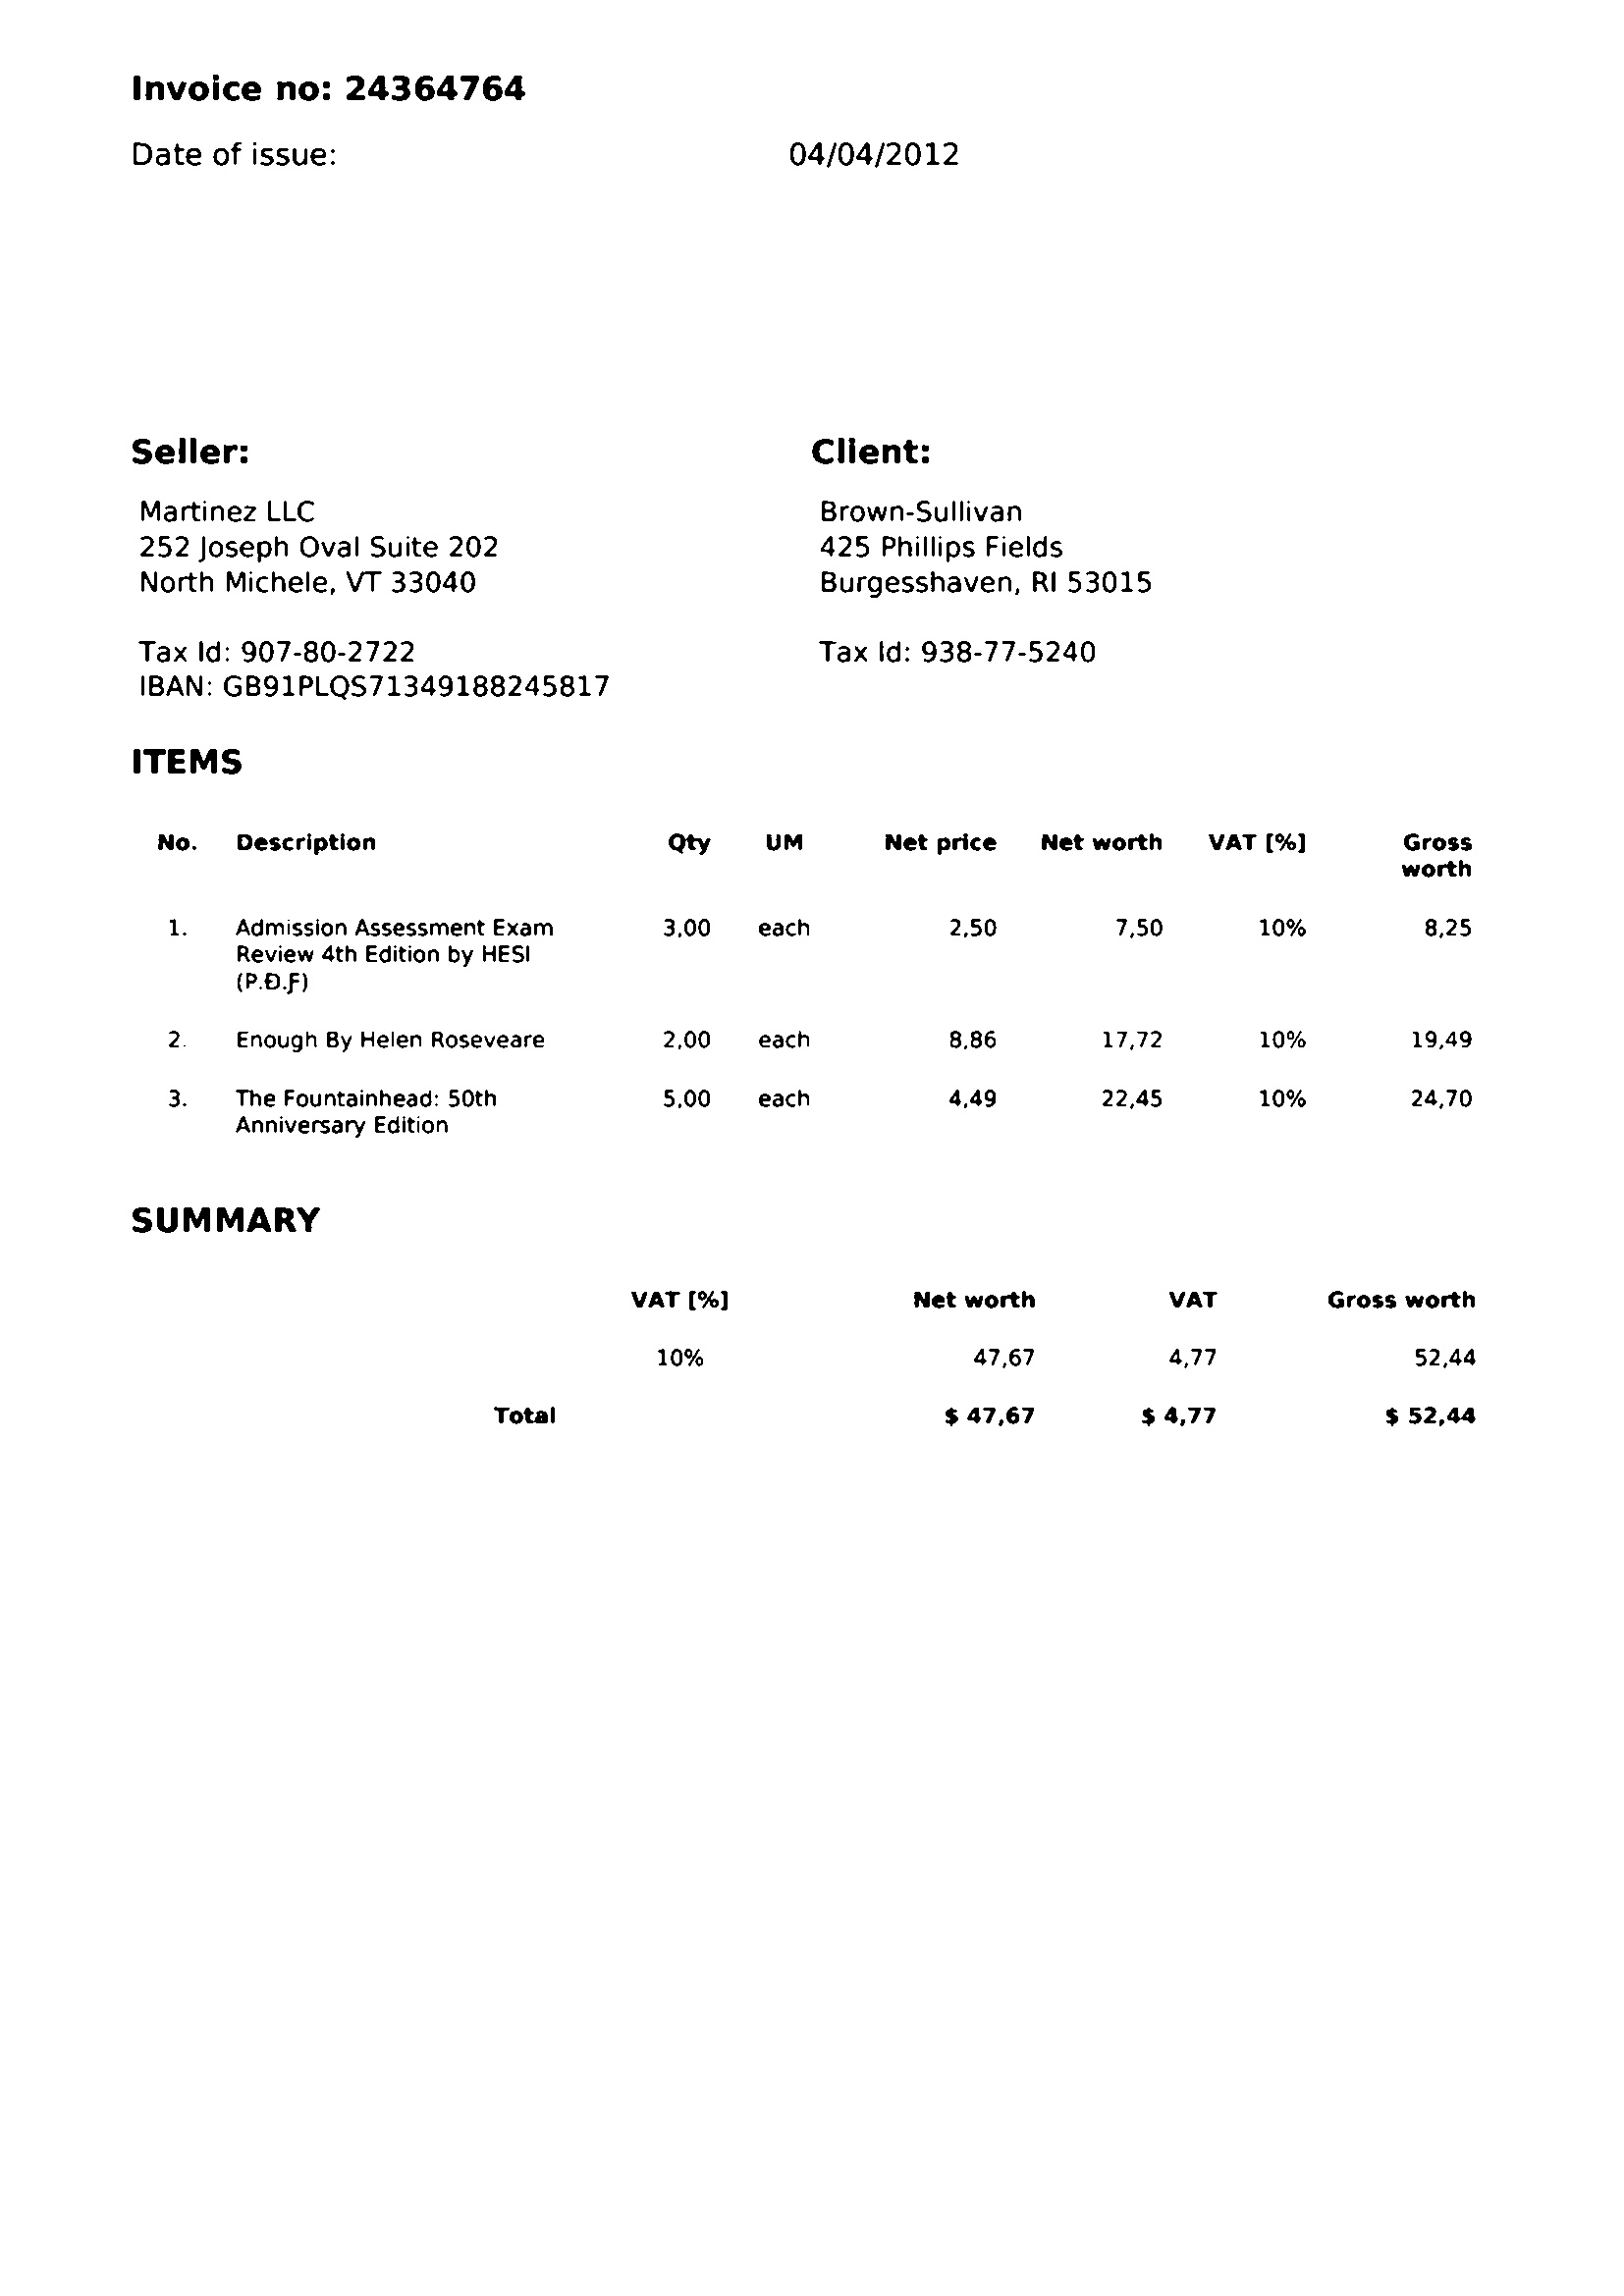 Invoice no: 24364764
Date of issue: 04/04/2012
Seller:
Martinez LLC
252 Joseph Oval Suite 202
North Michele, VT 33040
Tax Id: 907-80-2722
IBAN: GB91PLQS71349188245817
Client:
Brown-Sullivan
425 Phillips Fields
Burgesshaven, RI 53015
Tax Id: 938-77-5240
ITEMS
No. Description Qty UM Net price Net worth VAT [%] Gross
worth
1. Admission Assessment Exam 3,00 each 2,50 7,50 10% 8,25
Review 4th Edition by HESI
(P.Đ.Ƒ)
2. Enough By Helen Roseveare 2,00 each 8,86 17,72 10% 19,49
3. The Fountainhead: 50th 5,00 each 4,49 22,45 10% 24,70
Anniversary Edition
SUMMARY
VAT [%] Net worth VAT Gross worth
10% 47,67 4,77 52,44
Total $ 47,67 $ 4,77 $ 52,44